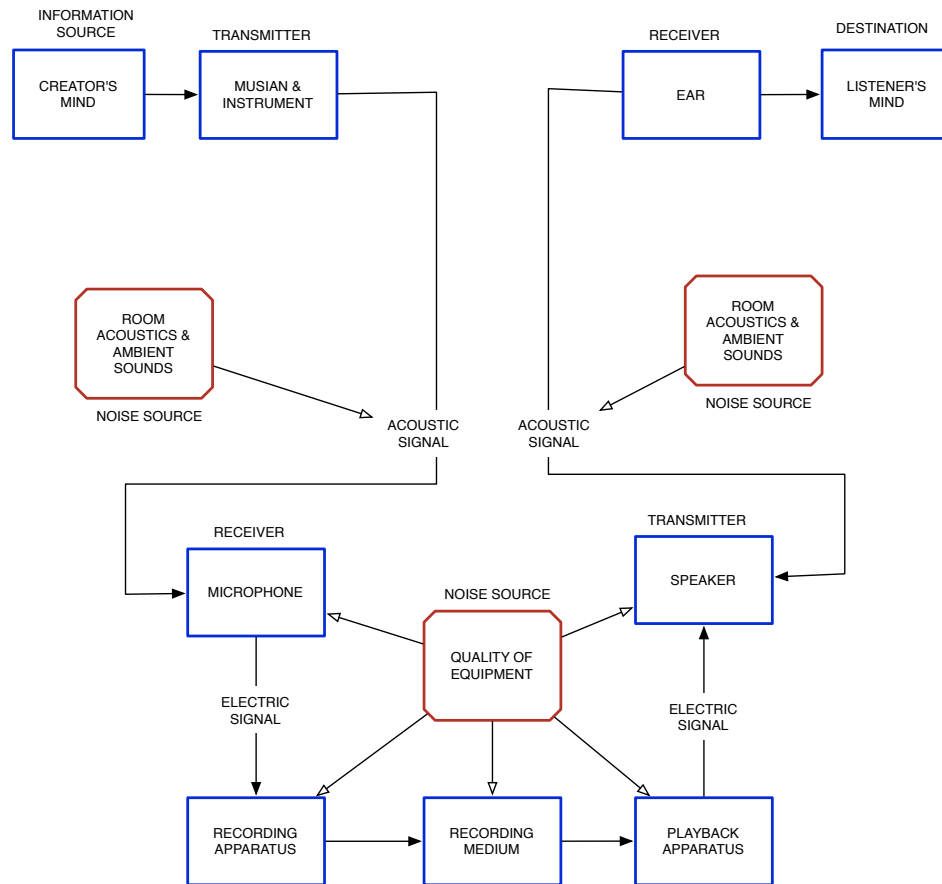 INFORMATION
SOURCE
CREATOR'S
MIND
TRANSMITTER
MUSIAN &
INSTRUMENT
RECEIVER
EAR
DESTINATION
LISTENER'S
MIND
ROOM
ACOUSTICS &
AMBIENT
SOUNDS
NOISE SOURCE
ACOUSTIC
SIGNAL
ACOUSTIC
SIGNAL
ROOM
ACOUSTICS &
AMBIENT
SOUNDS
NOISE SOURCE
RECEIVER
MICROPHONE
NOISE SOURCE
QUALITY OF
EQUIPMENT
TRANSMITTER
SPEAKER
ELECTRIC
SIGNAL
ELECTRIC
SIGNAL
RECORDING
APPARATUS
RECORDING
MEDIUM
PLAYBACK
APPARATUS